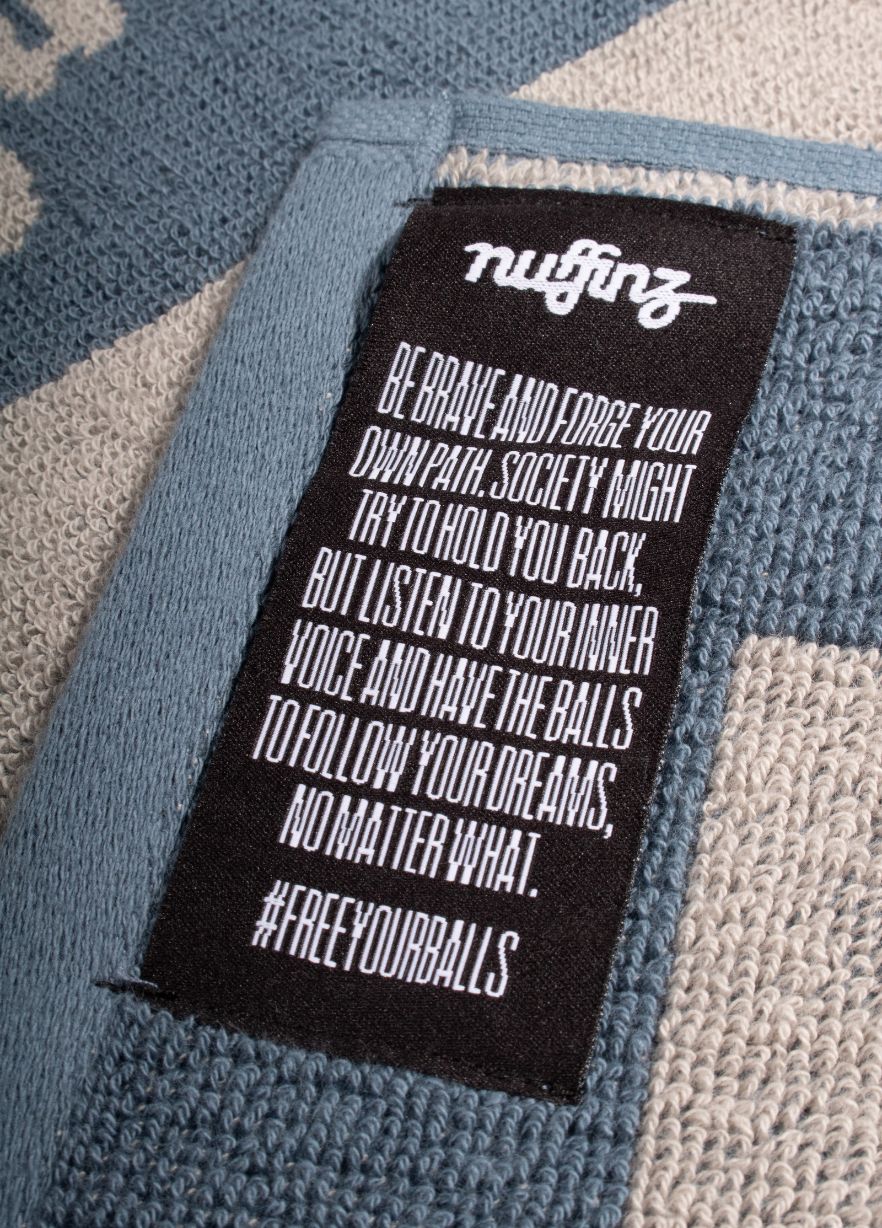 nuffinz
BE BRAVE AND FORGE YOUR
OWN PATH. SOCIETY MIGHT
TRY TO HOLD YOU BACK,
BUT LISTEN TO YOUR INNER
VOICE AND HAVE THE BALLS
TO FOLLOW YOUR DREAMS,
NO MATTER WHAT.
#FREEYOURBALLS